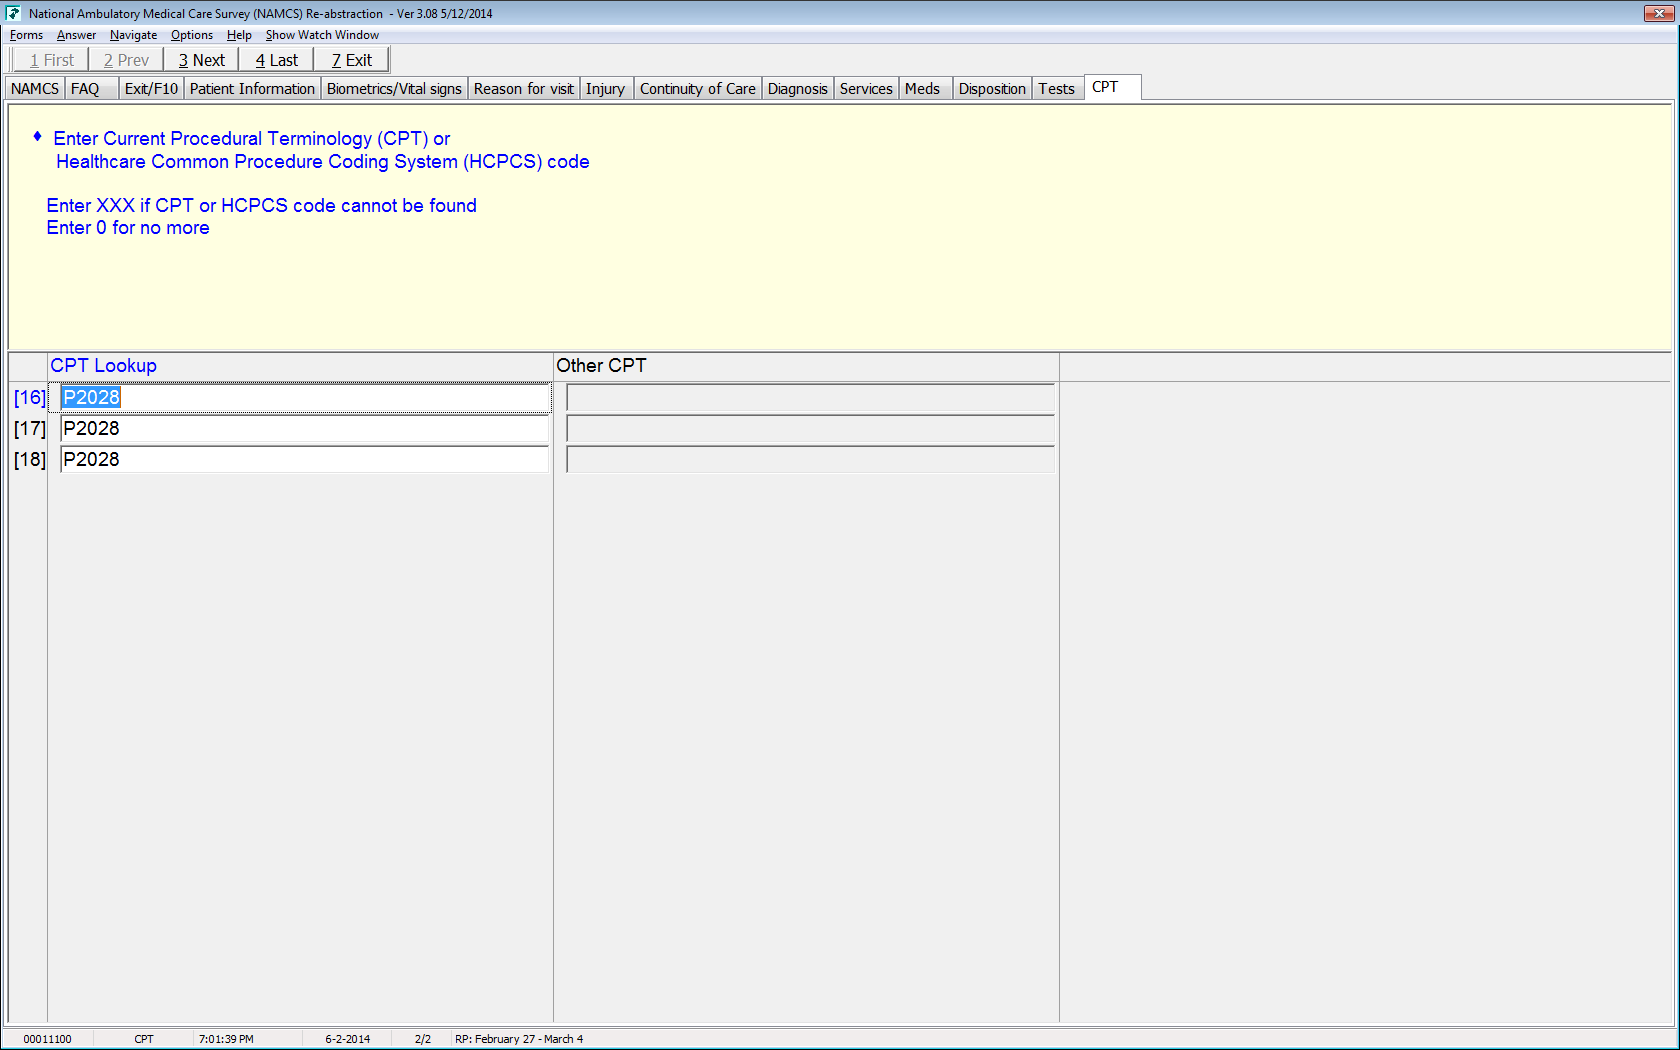 National Ambulatory Medical Care Survey (NAMCS) Re-abstraction - Ver 3.08 5/12/2014
Forms Answer Navigate Options Help Show Watch Window
1 First 2 Prev 3 Next 4 Last 7 Exit
NAMCS FAQ Exit/F10 Patient Information Biometrics/Vital signs Reason for visit Injury Continuity of Care Diagnosis Services Meds Disposition Tests CPT
♦ Enter Current Procedural Terminology (CPT) or
Healthcare Common Procedure Coding System (HCPCS) code
Enter XXX if CPT or HCPCS code cannot be found
Enter 0 for no more
CPT Lookup Other CPT
[16] P2028
[17] P2028
[18] P2028
00011100 CPT 7:01:39 PM 6-2-2014 2/2 RP: February 27 - March 4